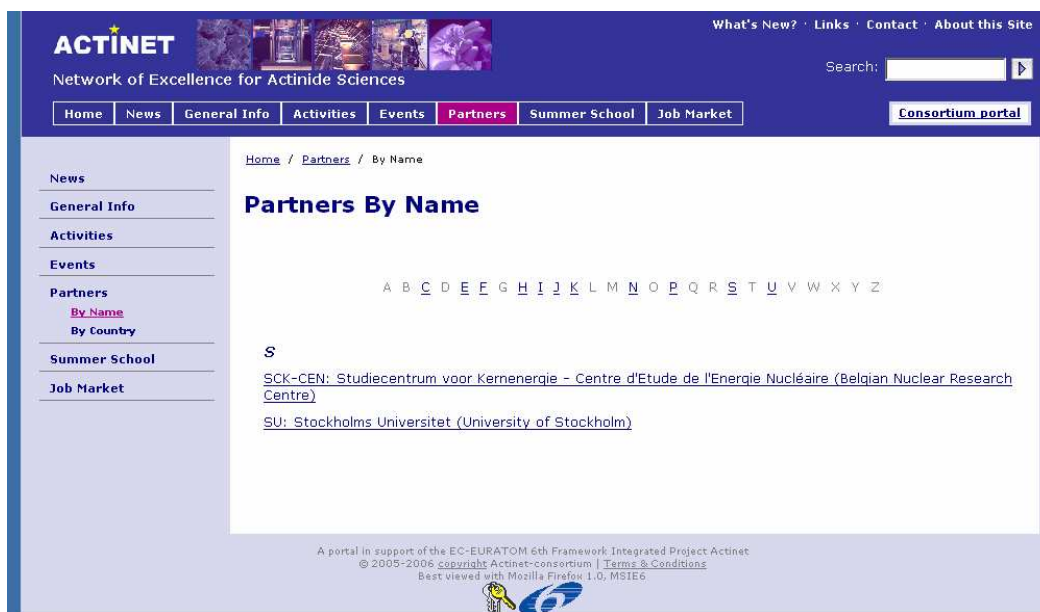 What's New? · Links · Contact · About this Site
ACTINET
Search:
Network of Excellence for Actinide Sciences
Home News General Info Activities Events Partners Summer School Job Market
Consortium portal
Home / Partners / By Name
News
General Info
Activities
Events
Partners
By Name
By Country
Summer School
Job Market
Partners By Name
A B C D E F G H I J K L M N O P Q R S T U V W X Y Z
S
SCK-CEN: Studiecentrum voor Kernenergie - Centre d'Etude de l'Energie Nucléaire (Belgian Nuclear Research
Centre)
SU: Stockholms Universitet (University of Stockholm)
A portal in support of the EC-EURATOM 6th Framework Integrated Project Actinet
© 2005-2006 copyright Actinet-consortium | Terms & Conditions
Best viewed with Mozilla Firefox 1.0, MSIE6
6